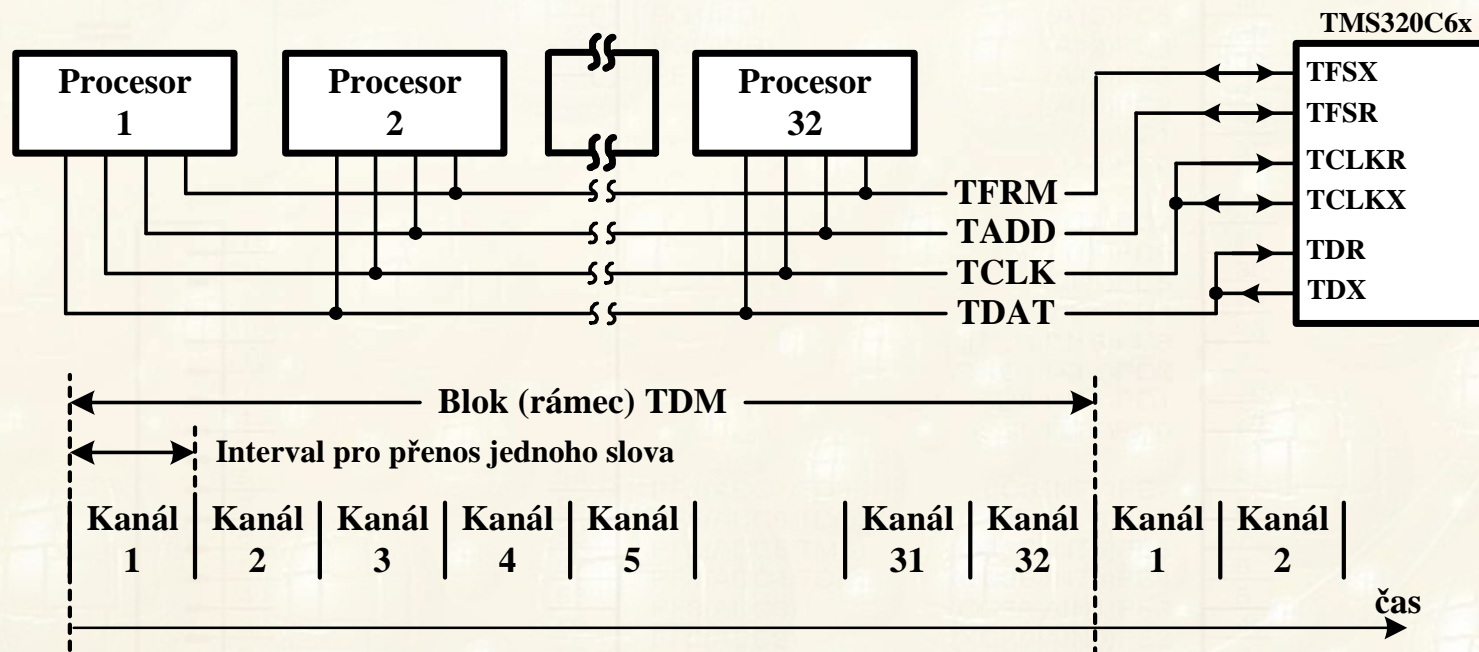 TMS320C6x
Procesor
1
Procesor
2
Procesor
32
TFSX
TFSR
TCLKR
TCLKX
TDR
TDX
TFRM
TADD
TCLK
TDAT
Blok (rámec) TDM
Interval pro přenos jednoho slova
Kanál
1
Kanál
2
Kanál
3
Kanál
4
Kanál
5
Kanál
31
Kanál
32
Kanál
1
Kanál
2
čas